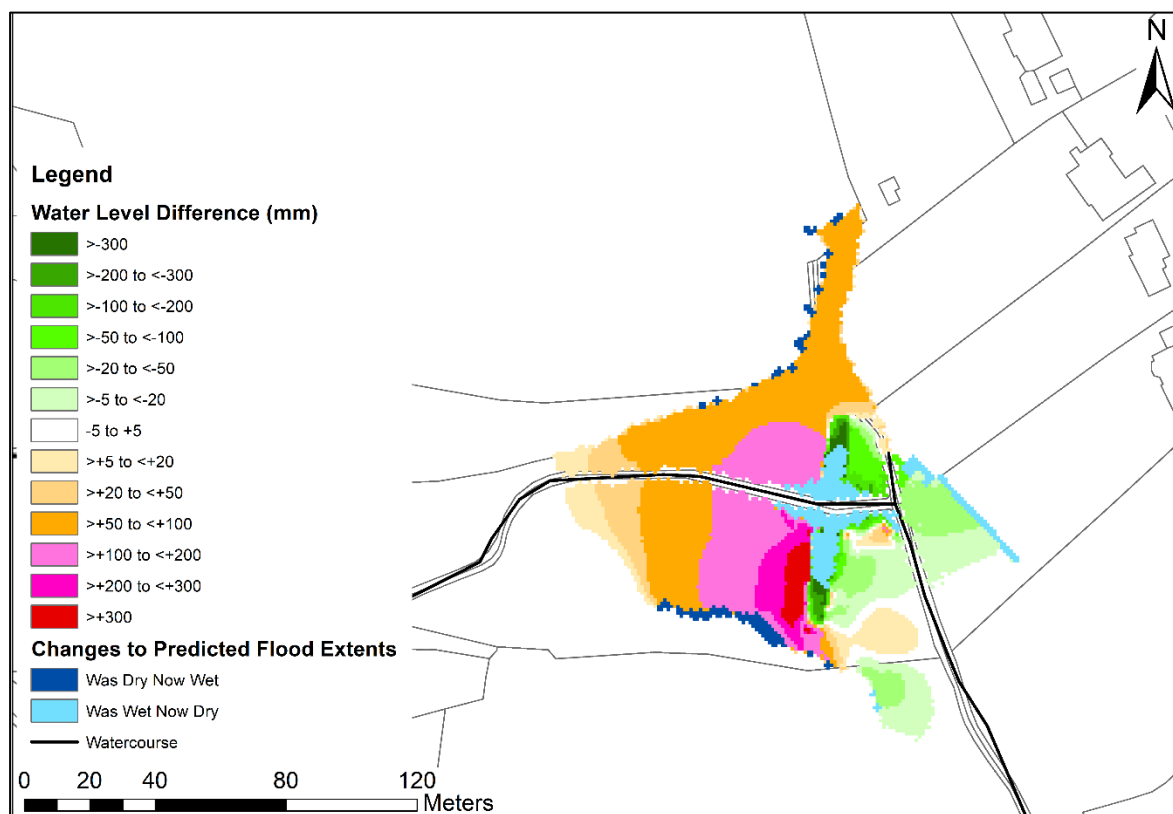 N
Legend
Water Level Difference (mm)
>-300
>-200 to <-300
>-100 to <-200
>-50 to <-100
>-20 to <-50
>-5 to <-20
-5 to +5
>+5 to <+20
>+20 to <+50
>+50 to <+100
>+100 to <+200
>+200 to <+300
>+300
Changes to Predicted Flood Extents
Was Dry Now Wet
Was Wet Now Dry
Watercourse
0 20 40 80 120
Meters